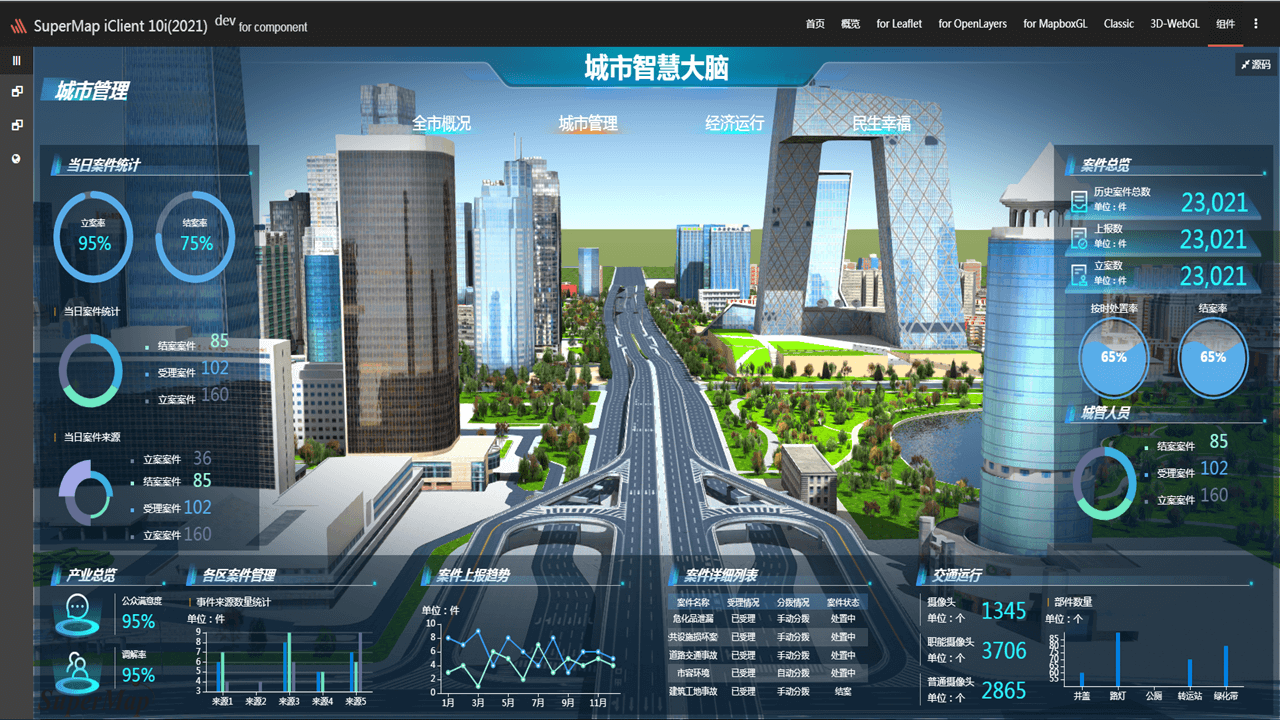 SuperMap iClient 10i(2021) dev for component
首页 概览 for Leaflet for OpenLayers for MapboxGL Classic 3D-WebGL 组件
城市智慧大脑
源码
城市管理
全市概况 城市管理 经济运行 民生幸福
当日案件统计
立案率
95%
结案率
75%
当日案件统计
结案案件 85
受理案件 102
立案案件 160
当日案件来源
立案案件 36
结案案件 85
受理案件 102
立案案件 160
案件总览
历史案件总数
单位：件
23,021
上报数
单位：件
23,021
立案数
单位：件
23,021
按时处置率
65%
结案率
65%
城管人员
结案案件 85
受理案件 102
立案案件 160
产业总览
公众满意度
95%
调解率
95%
各区案件管理
事件来源数量统计
单位：件
9
8
7
6
5
4
3
来源1 来源2 来源3 来源4 来源5
案件上报趋势
单位：件
10
8
6
4
2
0
1月 3月 5月 7月 9月 11月
案件详细列表
案件名称 受理情况 分拨情况 案件状态
危化品泄漏 已受理 手动分拨 处置中
共设施损坏案 已受理 手动分拨 处置中
道路交通事故 已受理 手动分拨 处置中
市容环境 已受理 自动分拨 处置中
建筑工地事故 已受理 手动分拨 结案
交通运行
摄像头
单位：个
1345
职能摄像头
单位：个
3706
普通摄像头
单位：个
2865
部件数量
单位：个
85
80
75
70
65
60
55
井盖 路灯 公厕 转运站 绿化带